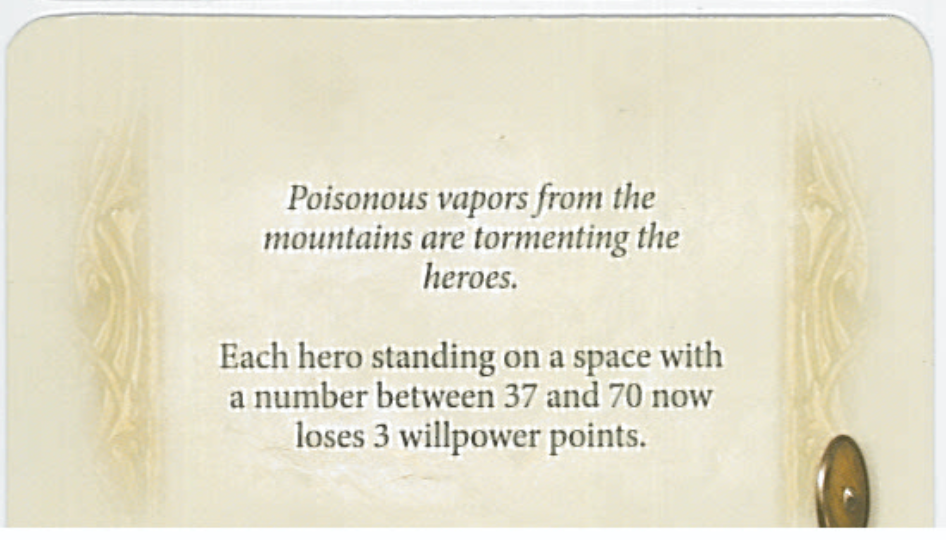 Poisonous vapors from the
mountains are tormenting the
heroes.
Each hero standing on a space with
a number between 37 and 70 now
loses 3 willpower points.